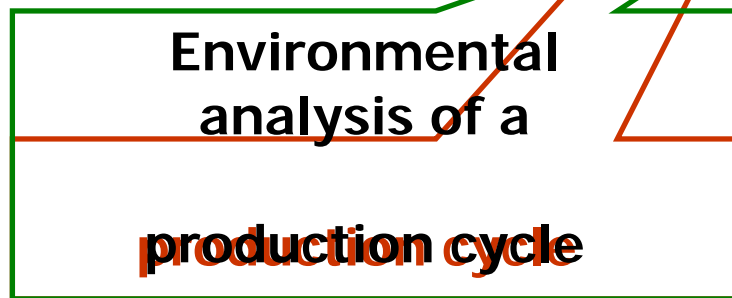 Environmental
analysis of a
production cycle